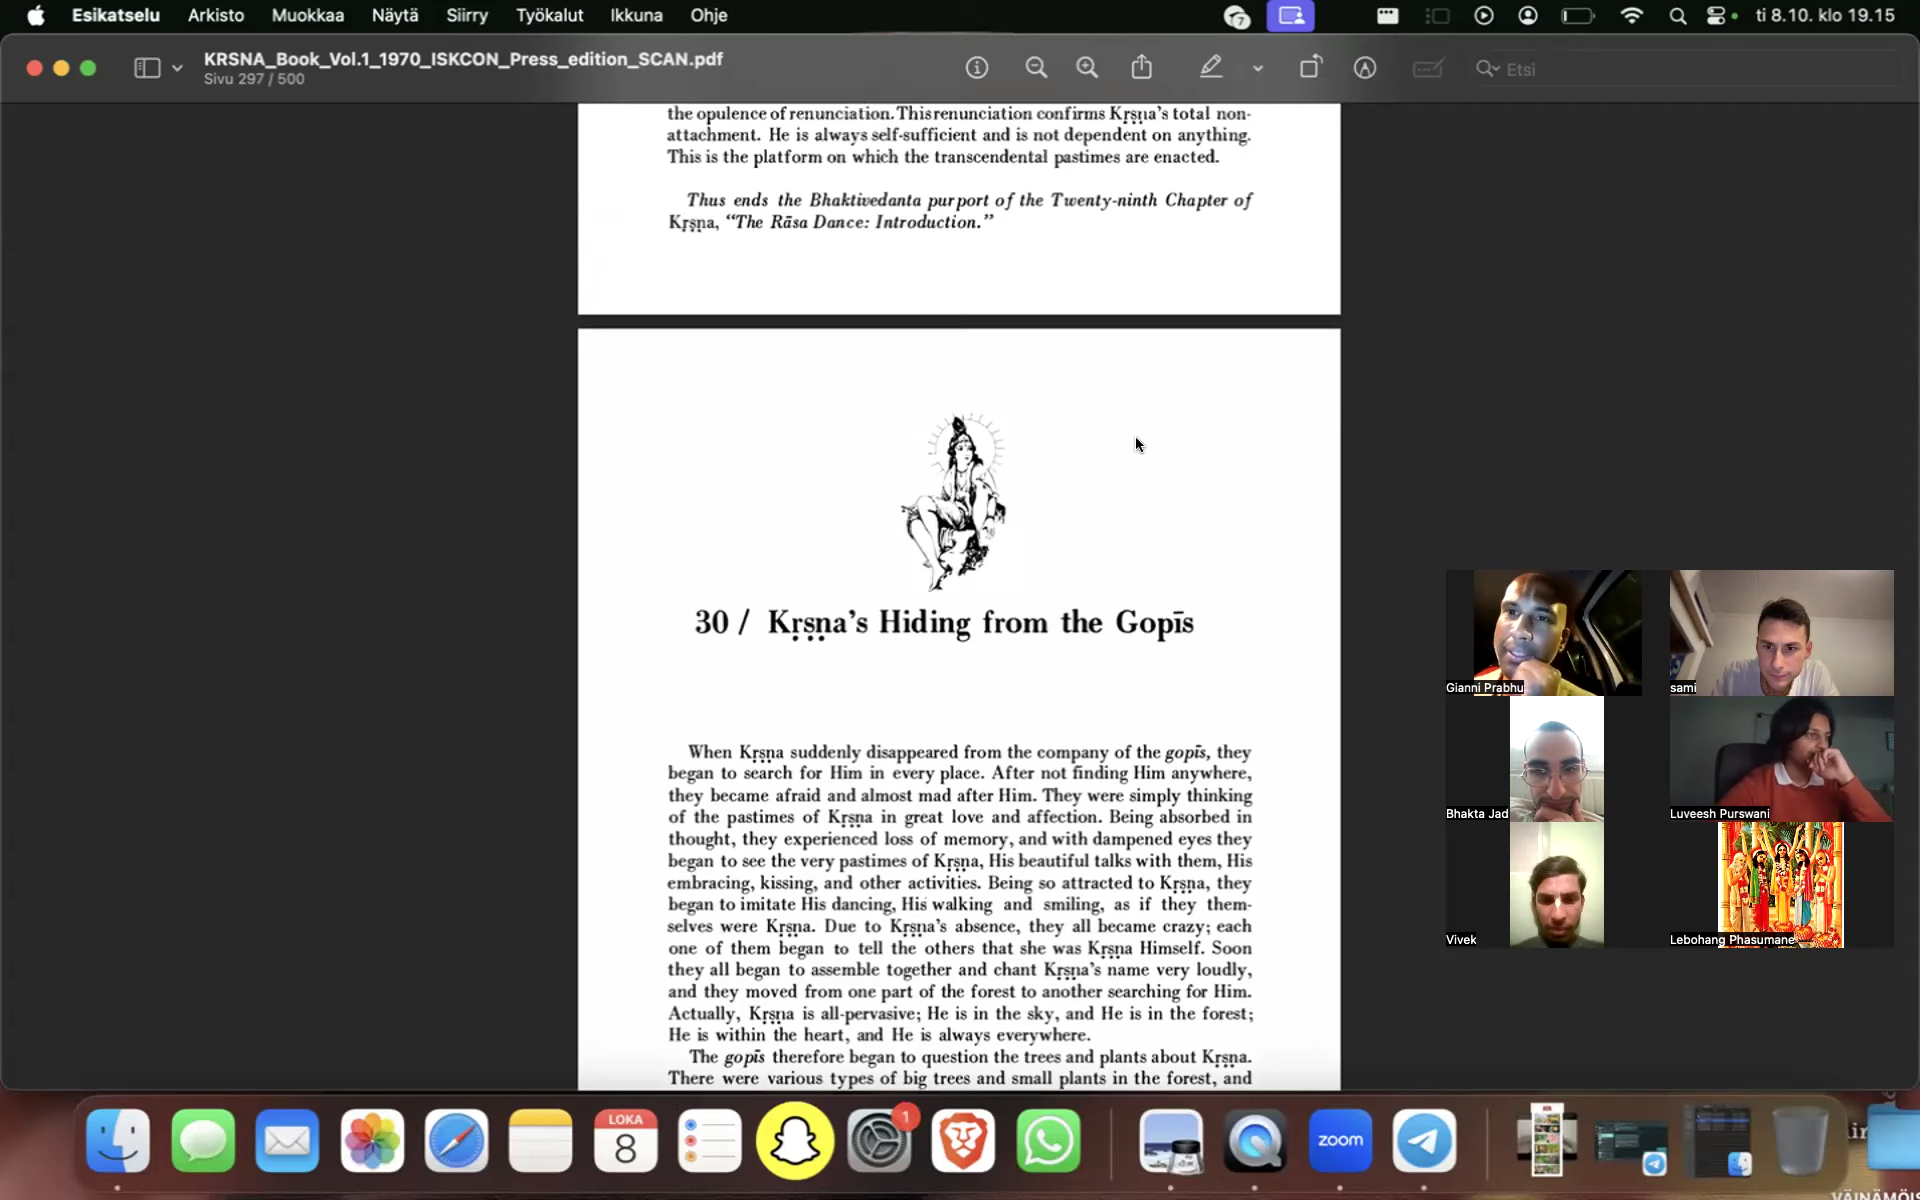 Esikatselu Arkisto Muokkaa Näytä Siirry Työkalut Ikkuna Ohje 7 ti 8.10. klo 19.15
KRSNA_Book_Vol.1_1970_ISKCON_Press_edition_SCAN.pdf
Sivu 297 / 500
Etsi
the opulence of renunciation. This renunciation confirms Kṛṣṇa's total non-
attachment. He is always self-sufficient and is not dependent on anything.
This is the platform on which the transcendental pastimes are enacted.
Thus ends the Bhaktivedanta purport of the Twenty-ninth Chapter of
Kṛṣṇa, “The Rāsa Dance: Introduction.”
30 / Kṛṣṇa's Hiding from the Gopīs
When Kṛṣṇa suddenly disappeared from the company of the gopīs, they
began to search for Him in every place. After not finding Him anywhere,
they became afraid and almost mad after Him. They were simply thinking
of the pastimes of Kṛṣṇa in great love and affection. Being absorbed in
thought, they experienced loss of memory, and with dampened eyes they
began to see the very pastimes of Kṛṣṇa, His beautiful talks with them, His
embracing, kissing, and other activities. Being so attracted to Kṛṣṇa, they
began to imitate His dancing, His walking and smiling, as if they them-
selves were Kṛṣṇa. Due to Kṛṣṇa's absence, they all became crazy; each
one of them began to tell the others that she was Kṛṣṇa Himself. Soon
they all began to assemble together and chant Kṛṣṇa's name very loudly,
and they moved from one part of the forest to another searching for Him.
Actually, Kṛṣṇa is all-pervasive; He is in the sky, and He is in the forest;
He is within the heart, and He is always everywhere.
The gopīs therefore began to question the trees and plants about Kṛṣṇa.
There were various types of big trees and small plants in the forest, and
Gianni Prabhu
sami
Bhakta Jad
Luveesh Purswani
Vivek
Lebohang Phasumane
LOKA
8
1
zoom